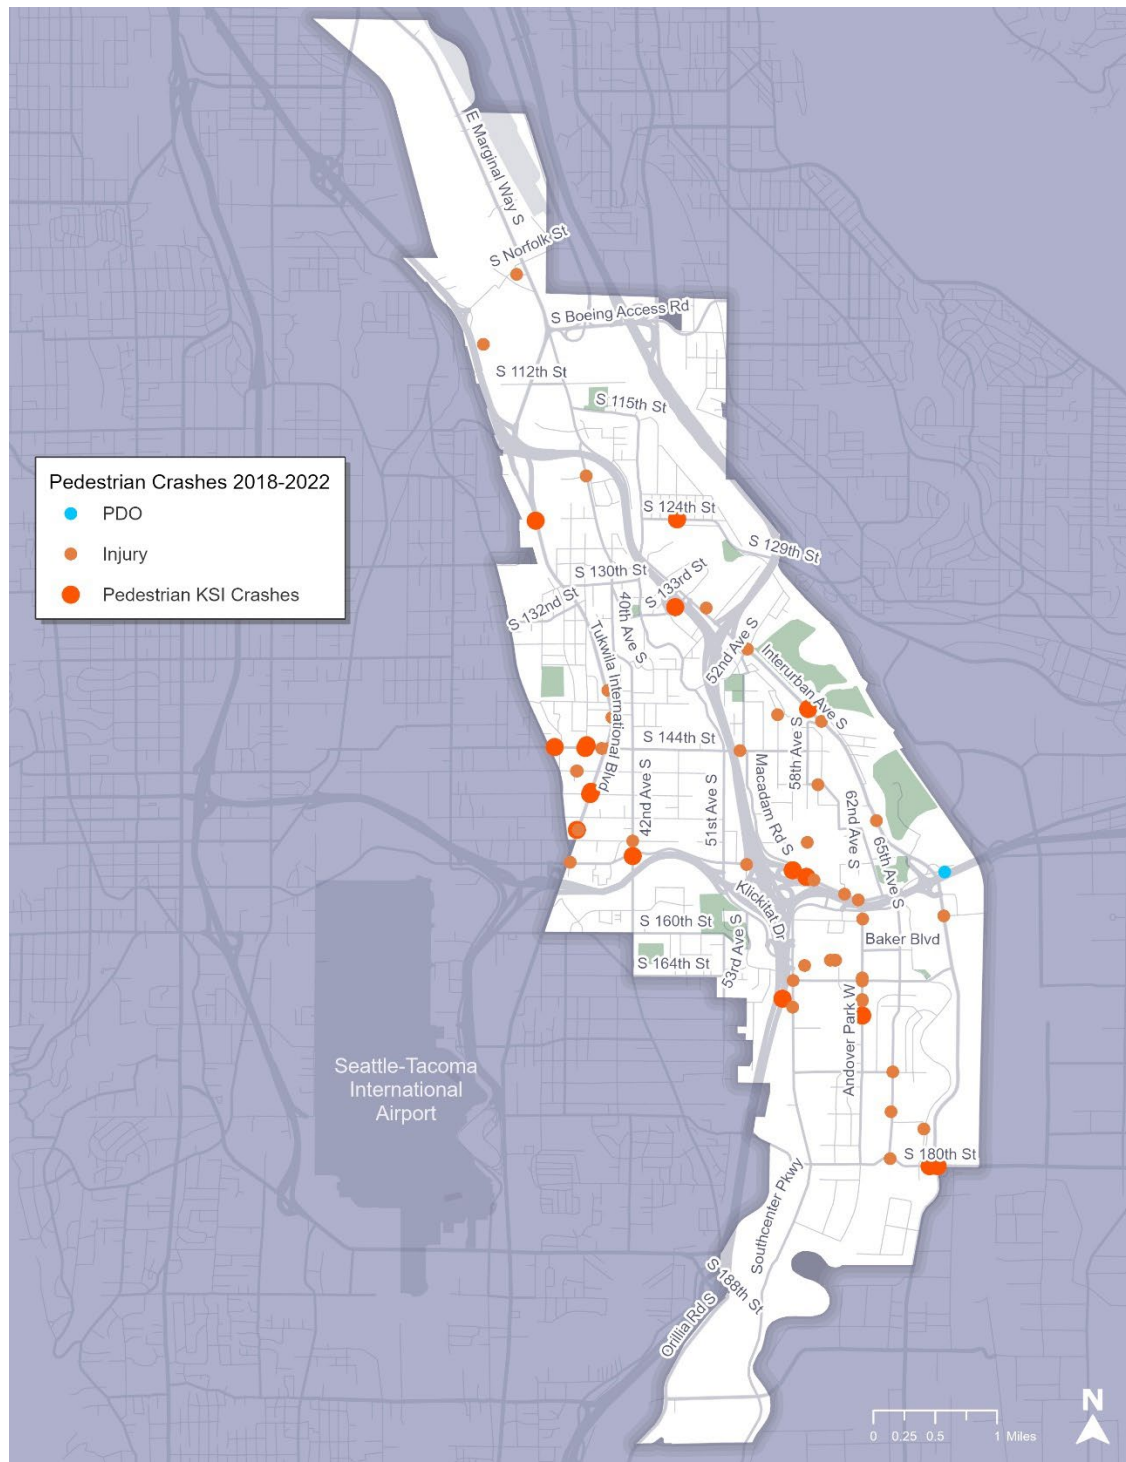 E Marginal Way S
S Norfolk St
S Boeing Access Rd
S 112th St
S 115th St
Pedestrian Crashes 2018-2022
PDO
Injury
Pedestrian KSI Crashes
S 124th St
S 129th St
S 130th St
S 133rd St
S 132nd St
40th Ave S
Tukwila International Blvd
52nd Ave S
Interurban Ave S
S 144th St
58th Ave S
42nd Ave S
51st Ave S
Macadam Rd S
62nd Ave S
65th Ave S
Klickitat Dr
S 160th St
53rd Ave S
Baker Blvd
S 164th St
Andover Park W
Seattle-Tacoma
International
Airport
S 180th St
Southcenter Pkwy
S 188th St
Orillia Rd S
N
0 0.25 0.5 1 Miles